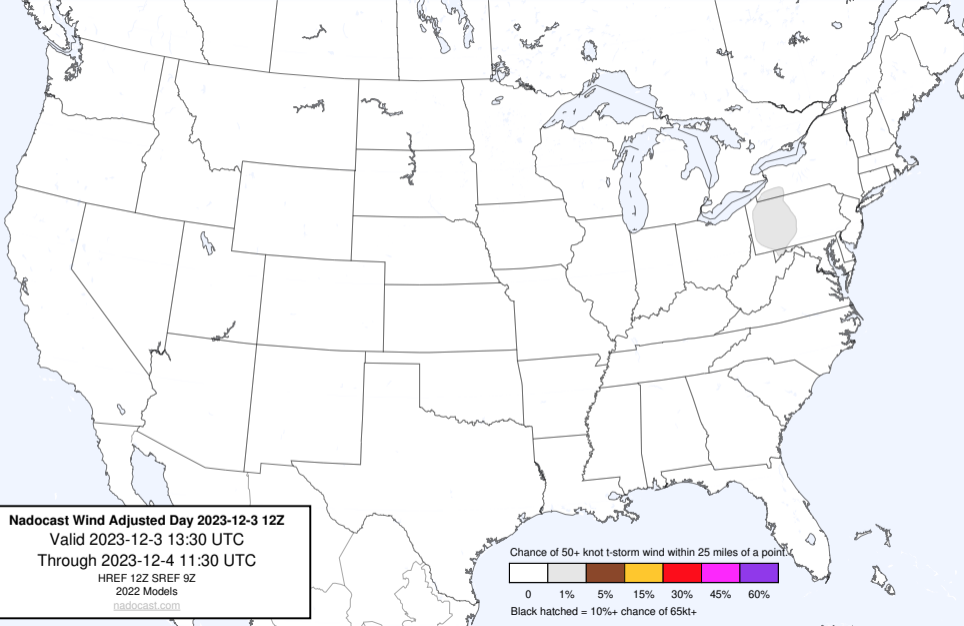 Nadocast Wind Adjusted Day 2023-12-3 12Z
Valid 2023-12-3 13:30 UTC
Through 2023-12-4 11:30 UTC
HREF 12Z SREF 9Z
2022 Models
nadocast.com
Chance of 50+ knot t-storm wind within 25 miles of a point.
0 1% 5% 15% 30% 45% 60%
Black hatched = 10%+ chance of 65kt+